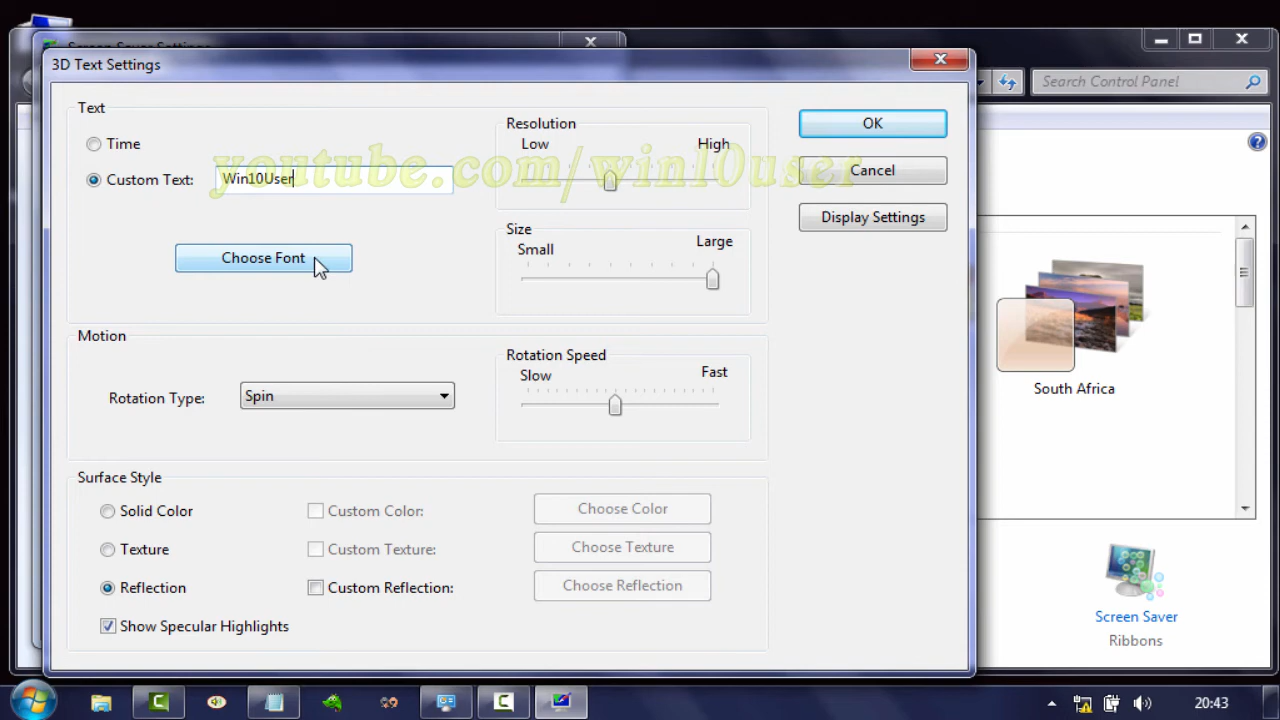 Screen Saver Settings
3D Text Settings
Search Control Panel
Text
Time
Custom Text: Win10User
Choose Font
Resolution
Low High
Size
Small Large
OK
Cancel
Display Settings
youtube.com/win10user
Motion
Rotation Type: Spin
Rotation Speed
Slow Fast
Surface Style
Solid Color Custom Color: Choose Color
Texture Custom Texture: Choose Texture
Reflection Custom Reflection: Choose Reflection
Show Specular Highlights
South Africa
Screen Saver
Ribbons
20:43